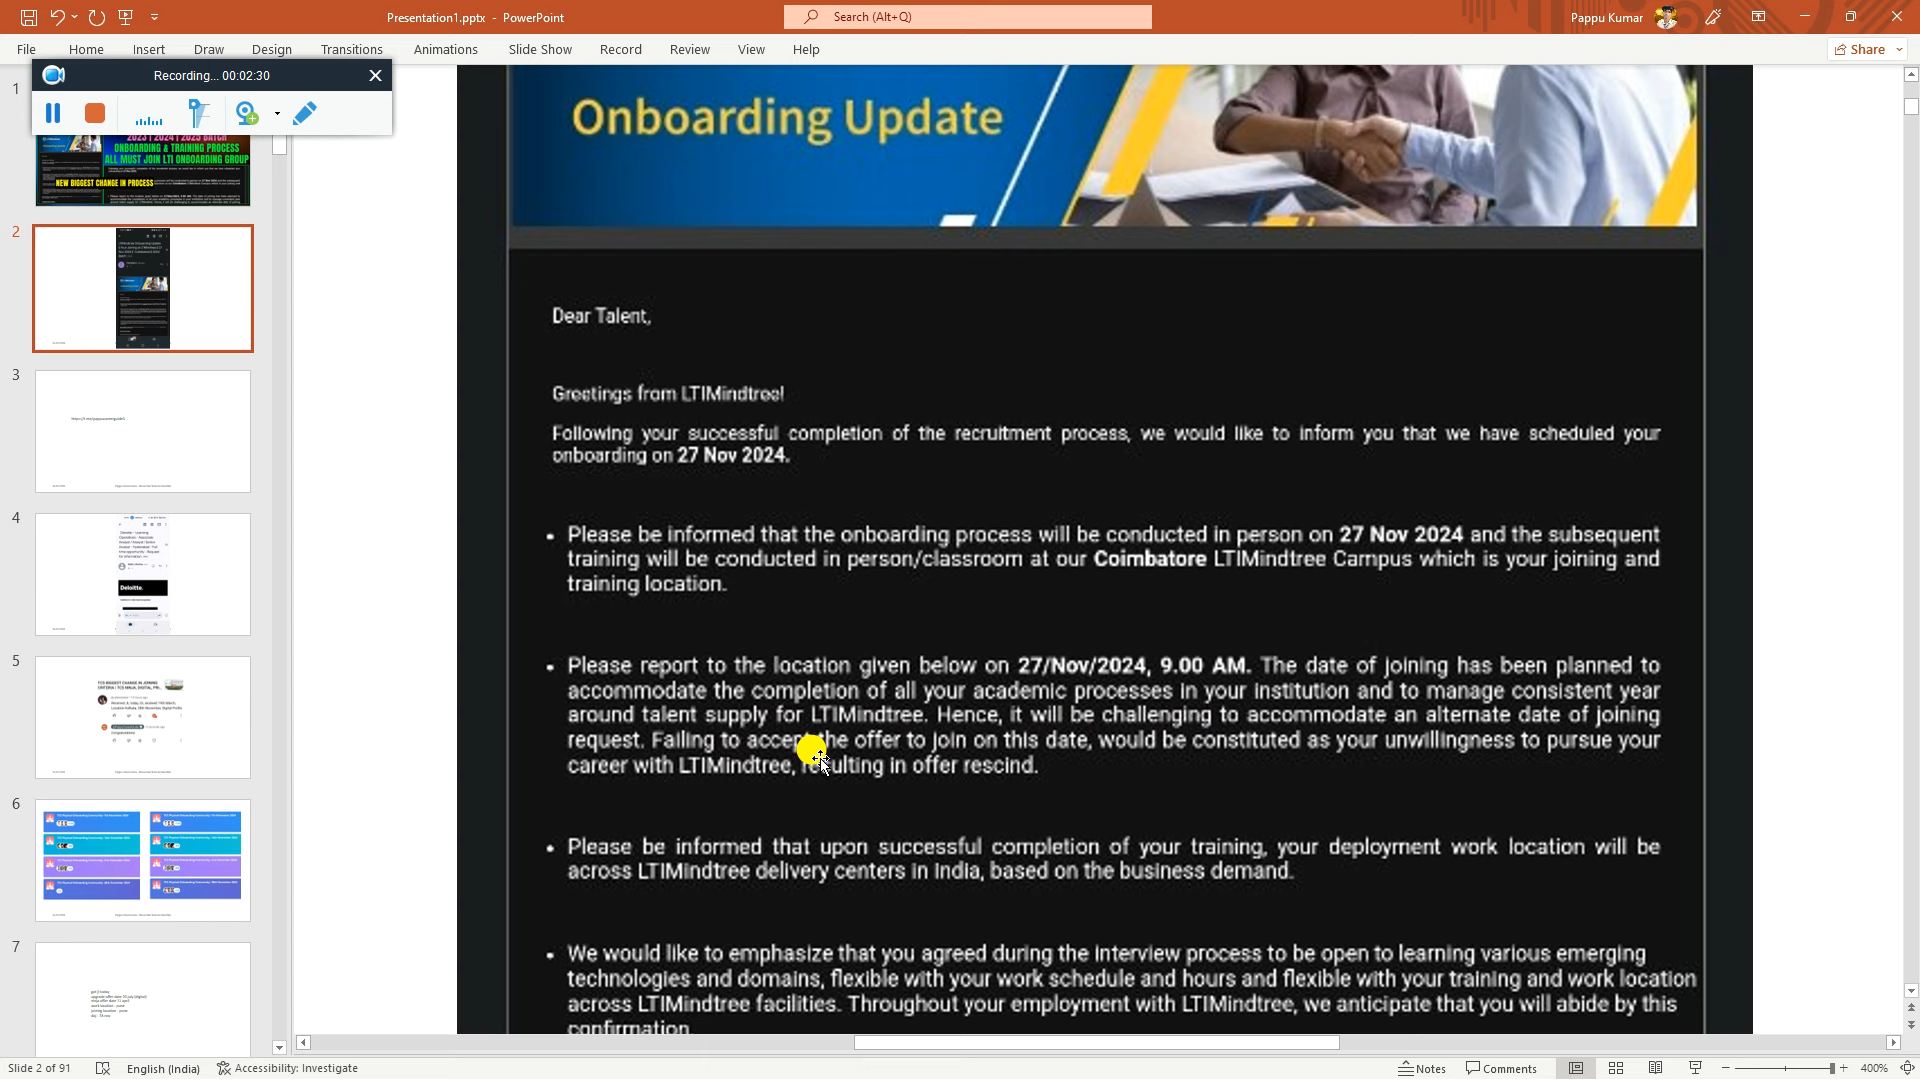 Presentation1.pptx - PowerPoint
Search (Alt+Q)
Pappu Kumar
File Home Insert Draw Design Transitions Animations Slide Show Record Review View Help
Share
Recording... 00:02:30
1
2023 | 2024 | 2025 BATCH
ONBOARDING & TRAINING PROCESS
ALL MUST JOIN LTI ONBOARDING GROUP
NEW BIGGEST CHANGE IN PROCESS
2
3
4
Deloitte.
5
6
7
Onboarding Update
Dear Talent,
Greetings from LTIMindtree!
Following your successful completion of the recruitment process, we would like to inform you that we have scheduled your
onboarding on 27 Nov 2024.
• Please be informed that the onboarding process will be conducted in person on 27 Nov 2024 and the subsequent
training will be conducted in person/classroom at our Coimbatore LTIMindtree Campus which is your joining and
training location.
• Please report to the location given below on 27/Nov/2024, 9.00 AM. The date of joining has been planned to
accommodate the completion of all your academic processes in your institution and to manage consistent year
around talent supply for LTIMindtree. Hence, it will be challenging to accommodate an alternate date of joining
request. Failing to accept the offer to join on this date, would be constituted as your unwillingness to pursue your
career with LTIMindtree, resulting in offer rescind.
• Please be informed that upon successful completion of your training, your deployment work location will be
across LTIMindtree delivery centers in India, based on the business demand.
• We would like to emphasize that you agreed during the interview process to be open to learning various emerging
technologies and domains, flexible with your work schedule and hours and flexible with your training and work location
across LTIMindtree facilities. Throughout your employment with LTIMindtree, we anticipate that you will abide by this
confirmation.
Slide 2 of 91
English (India)
Accessibility: Investigate
Notes
Comments
400%